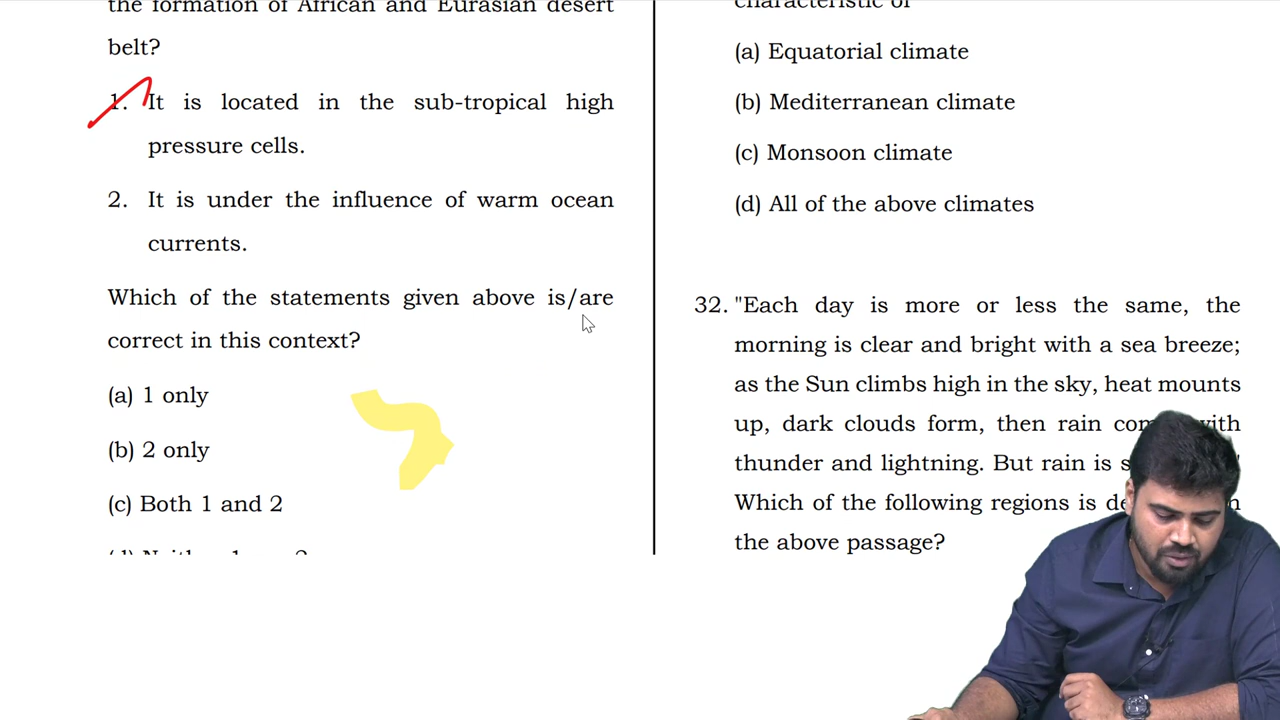 the formation of African and Eurasian desert
belt?
1. It is located in the sub-tropical high
pressure cells.
2. It is under the influence of warm ocean
currents.
Which of the statements given above is/are
correct in this context?
(a) 1 only
(b) 2 only
(c) Both 1 and 2
characteristic of
(a) Equatorial climate
(b) Mediterranean climate
(c) Monsoon climate
(d) All of the above climates
32. "Each day is more or less the same, the
morning is clear and bright with a sea breeze;
as the Sun climbs high in the sky, heat mounts
up, dark clouds form, then rain with
thunder and lightning. But rain is
Which of the following regions is
the above passage?